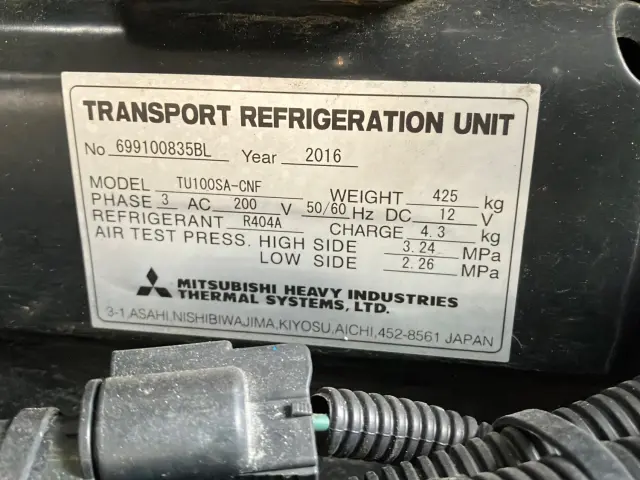 TRANSPORT REFRIGERATION UNIT
No 699100835BL Year 2016
MODEL TU100SA-CNF WEIGHT 425 kg
PHASE 3 AC 200 V 50/60 Hz DC 12 V
REFRIGERANT R404A CHARGE 4.3 kg
AIR TEST PRESS. HIGH SIDE 3.24 MPa
LOW SIDE 2.26 MPa
MITSUBISHI HEAVY INDUSTRIES
THERMAL SYSTEMS, LTD.
3-1,ASAHI,NISHIBIWAJIMA,KIYOSU,AICHI,452-8561 JAPAN